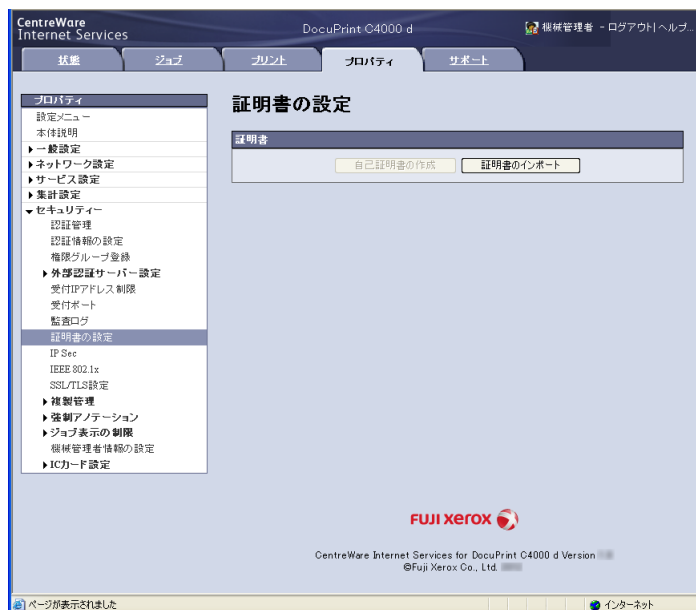 CentreWare
Internet Services
DocuPrint C4000 d
機械管理者 - ログアウト| ヘルプ...
状態
ジョブ
プリント
プロパティ
サポート
プロパティ
設定メニュー
本体説明
一般設定
ネットワーク設定
サービス設定
集計設定
セキュリティー
認証管理
認証情報の設定
権限グループ登録
外部認証サーバー設定
受付IPアドレス制限
受付ポート
監査ログ
証明書の設定
IP Sec
IEEE 802.1x
SSL/TLS設定
複製管理
強制アノテーション
ジョブ表示の制限
機械管理者情報の設定
ICカード設定
証明書の設定
証明書
自己証明書の作成
証明書のインポート
FUJI xerox
CentreWare Internet Services for DocuPrint C4000 d Version
©Fuji Xerox Co., Ltd.
ページが表示されました
インターネット